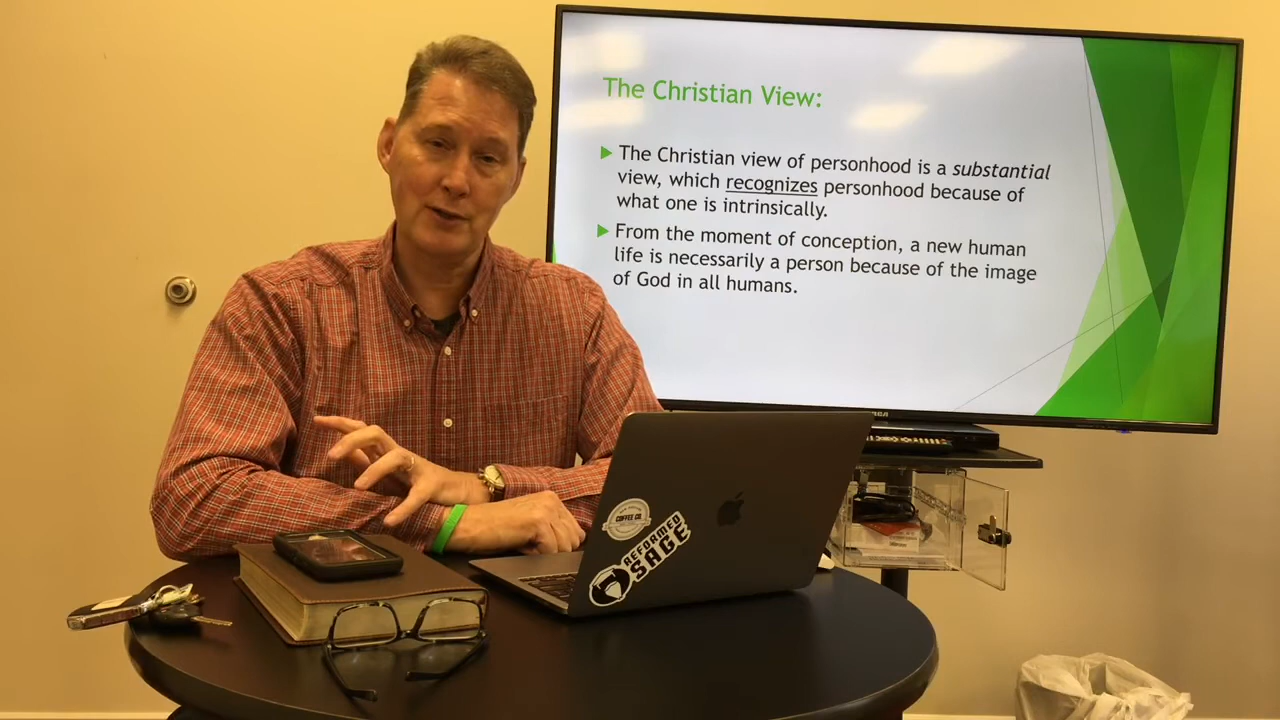 The Christian View:
The Christian view of personhood is a substantial
view, which recognizes personhood because of
what one is intrinsically.
From the moment of conception, a new human
life is necessarily a person because of the image
of God in all humans.
COFFEE CO.
REFORMED
SAGE